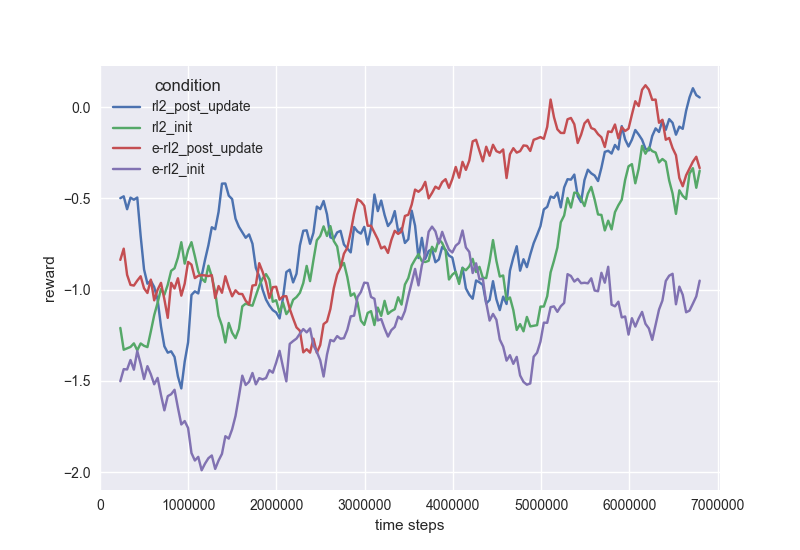 condition
rl2_post_update
rl2_init
e-rl2_post_update
e-rl2_init
0.0
−0.5
−1.0
−1.5
−2.0
reward
0 1000000 2000000 3000000 4000000 5000000 6000000 7000000
time steps